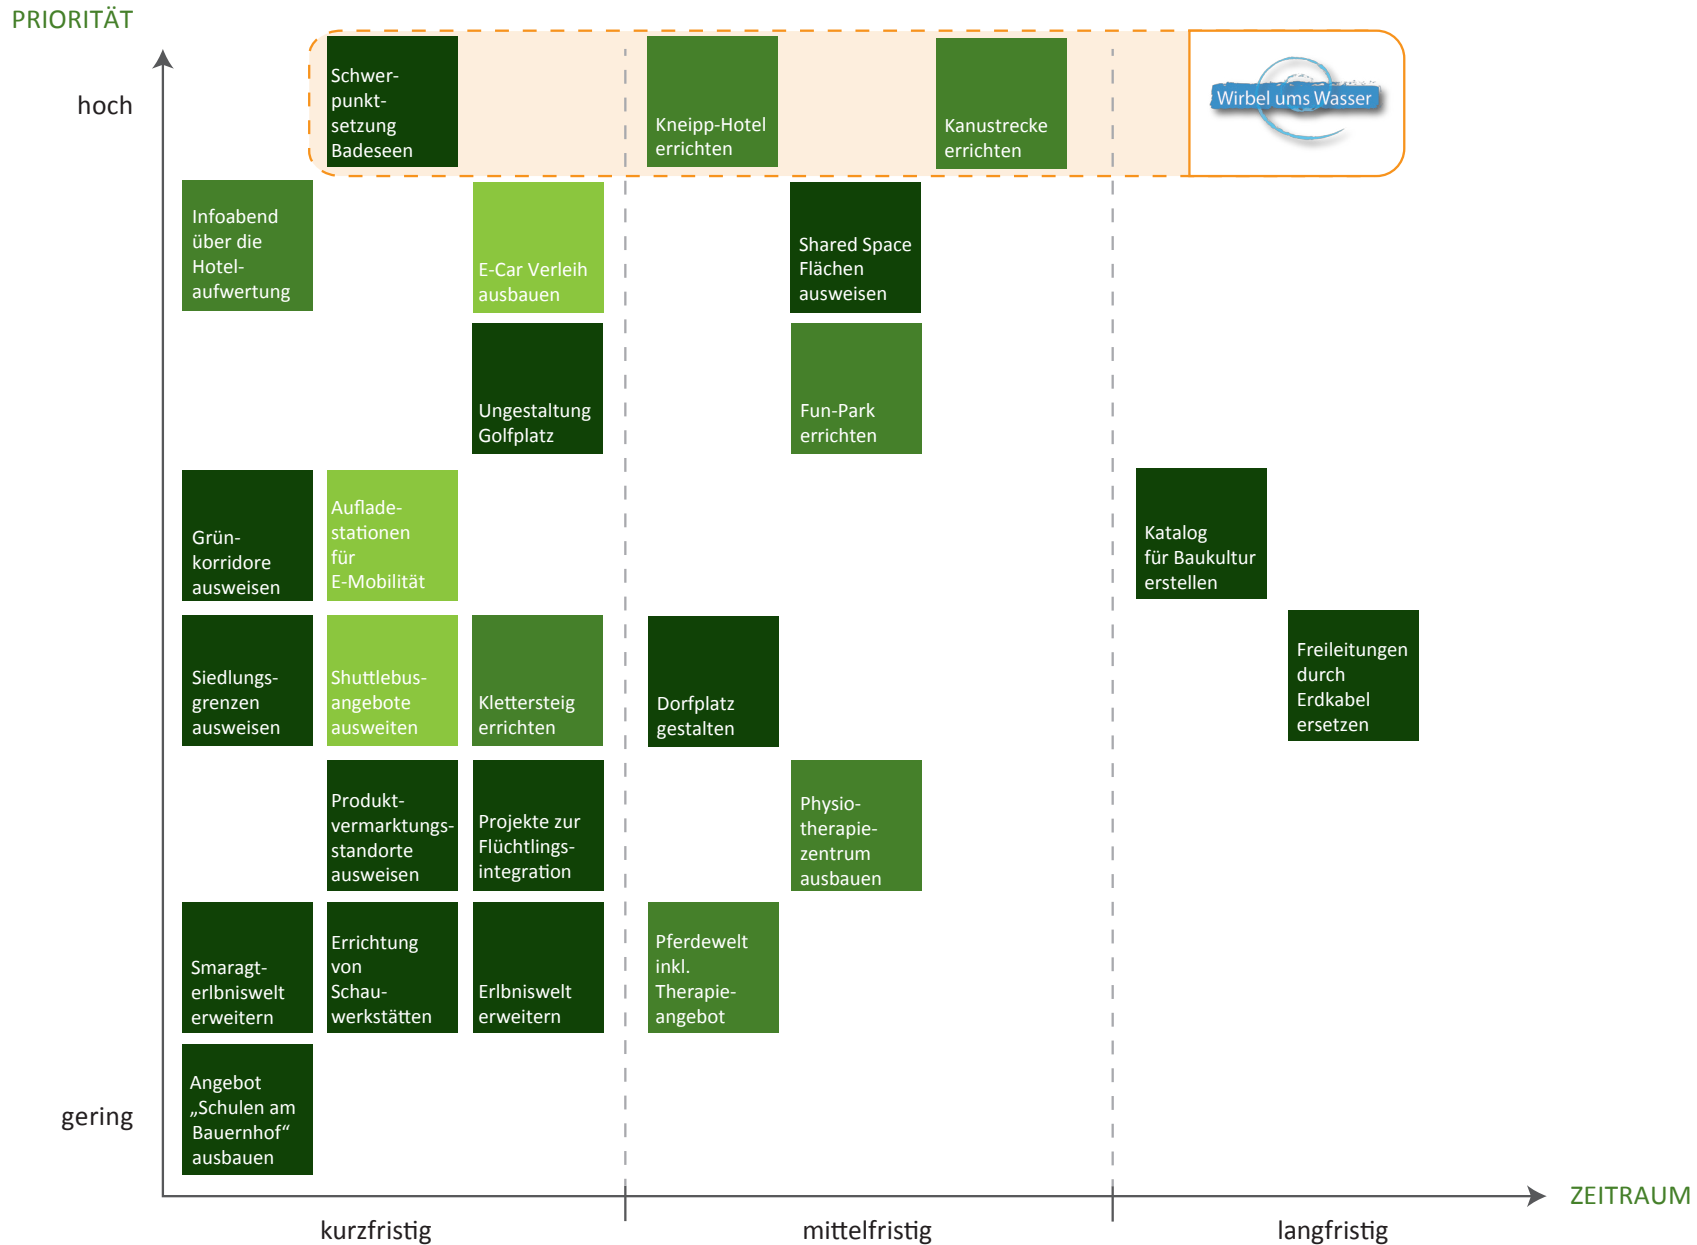 PRIORITÄT
hoch
Schwer-
punkt-
setzung
Badeseen
Kneipp-Hotel
errichten
Kanustrecke
errichten
Wirbel ums Wasser
Infoabend
über die
Hotel-
aufwertung
E-Car Verleih
ausbauen
Shared Space
Flächen
ausweisen
Ungestaltung
Golfplatz
Fun-Park
errichten
Grün-
korridore
ausweisen
Auflade-
stationen
für
E-Mobilität
Katalog
für Baukultur
erstellen
Siedlungs-
grenzen
ausweisen
Shuttlebus-
angebote
ausweiten
Klettersteig
errichten
Dorfplatz
gestalten
Freileitungen
durch
Erdkabel
ersetzen
Produkt-
vermarktungs-
standorte
ausweisen
Projekte zur
Flüchtlings-
integration
Physio-
therapie-
zentrum
ausbauen
Smaragt-
erlbniswelt
erweitern
Errichtung
von
Schau-
werkstätten
Erlbniswelt
erweitern
Pferdewelt
inkl.
Therapie-
angebot
Angebot
„Schulen am
Bauernhof“
ausbauen
gering
ZEITRAUM
kurzfristig
mittelfristig
langfristig